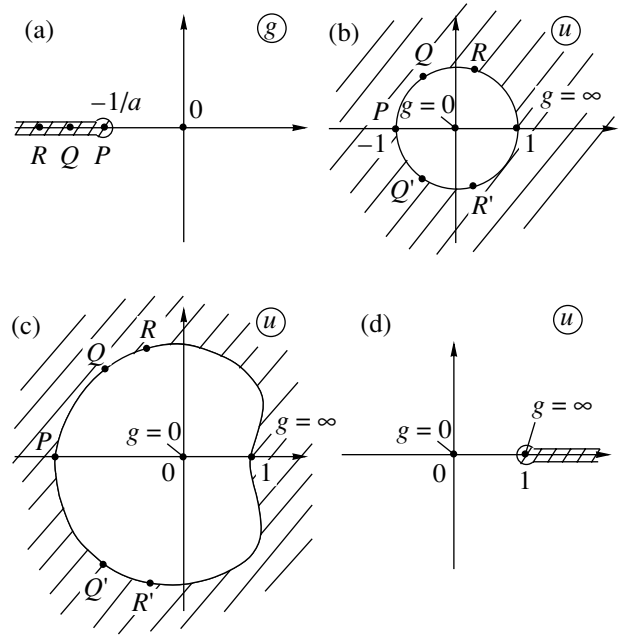 (a)
g
−1/a
0
R Q P
(b)
u
Q R
P g = 0 g = ∞
−1 1
Q' R'
(c)
u
R
Q
P g = 0 g = ∞
0 1
Q' R'
(d)
u
g = 0 g = ∞
0 1